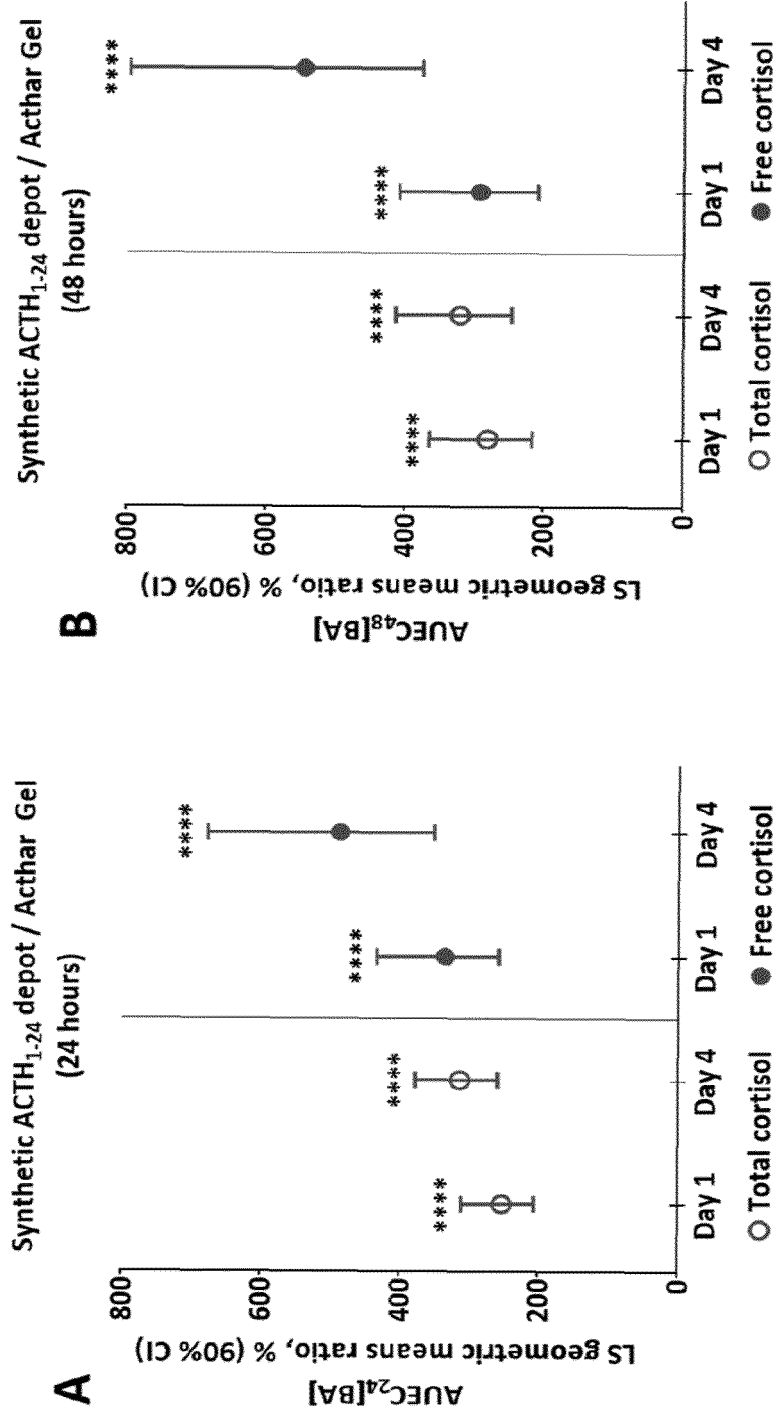 A
Synthetic ACTH1-24 depot / Acthar Gel
(24 hours)
AUEC24[BA]
LS geometric means ratio, % (90% CI)
800
600
400
200
0
****
****
****
****
Day 1
Day 4
Day 1
Day 4
Total cortisol
Free cortisol
B
Synthetic ACTH1-24 depot / Acthar Gel
(48 hours)
AUEC48[BA]
LS geometric means ratio, % (90% CI)
800
600
400
200
0
****
****
****
****
Day 1
Day 4
Day 1
Day 4
Total cortisol
Free cortisol